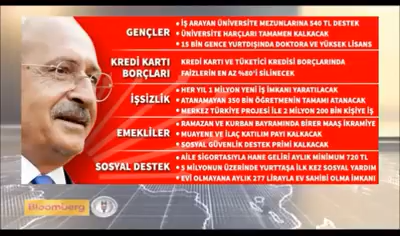 GENÇLER
• İŞ ARAYAN ÜNİVERSİTE MEZUNLARINA 540 TL DESTEK
• ÜNİVERSİTE HARÇLARI TAMAMEN KALKACAK
• 15 BİN GENCE YURTDIŞINDA DOKTORA VE YÜKSEK LİSANS
KREDİ KARTI
BORÇLARI
KREDİ KARTI VE TÜKETİCİ KREDİSİ BORÇLARINDA
FAİZLERİN EN AZ %80'İ SİLİNECEK
İŞSİZLİK
• HER YIL 1 MİLYON YENİ İŞ İMKANI YARATILACAK
• ATANAMAYAN 350 BİN ÖĞRETMENİN TAMAMI ATANACAK
• MERKEZ TÜRKİYE PROJESİ İLE 2 MİLYON 200 BİN KİŞİYE İŞ
EMEKLİLER
• RAMAZAN VE KURBAN BAYRAMINDA BİRER MAAŞ İKRAMİYE
• MUAYENE VE İLAÇ KATILIM PAYI KALKACAK
• SOSYAL GÜVENLİK DESTEK PRİMİ KALKACAK
SOSYAL DESTEK
• AİLE SİGORTASIYLA HANE GELİRİ AYLIK MİNİMUM 720 TL
• 5 MİLYONUN ÜZERİNDE YURTTAŞA İLK KEZ SOSYAL YARDIM
• EVİ OLMAYANA AYLIK 277 LİRAYLA EV SAHİBİ OLMA İMKANI
Bloomberg